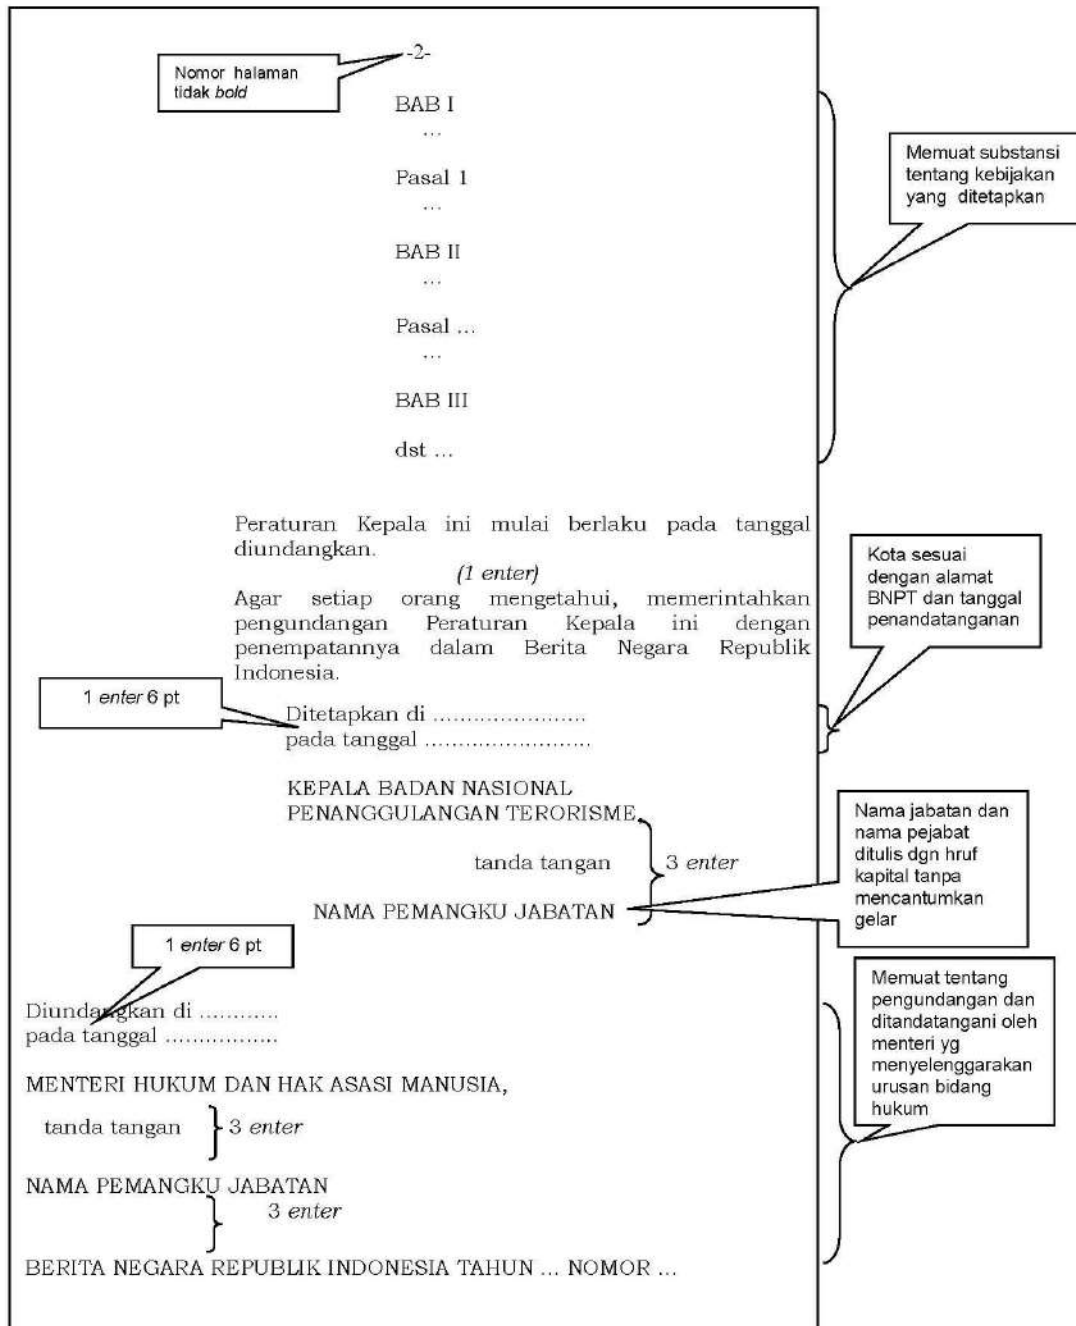 -2-
Nomor halaman
tidak bold
BAB I
...
Pasal 1
...
BAB II
...
Pasal ...
...
BAB III
dst ...
Memuat substansi
tentang kebijakan
yang ditetapkan
Peraturan Kepala ini mulai berlaku pada tanggal
diundangkan.
(1 enter)
Agar setiap orang mengetahui, memerintahkan
pengundangan Peraturan Kepala ini dengan
penempatannya dalam Berita Negara Republik
Indonesia.
Kota sesuai
dengan alamat
BNPT dan tanggal
penandatanganan
1 enter 6 pt
Ditetapkan di .......................
pada tanggal .........................
KEPALA BADAN NASIONAL
PENANGGULANGAN TERORISME,
tanda tangan
3 enter
NAMA PEMANGKU JABATAN
Nama jabatan dan
nama pejabat
ditulis dgn hruf
kapital tanpa
mencantumkan
gelar
1 enter 6 pt
Diundangkan di ............
pada tanggal .................
MENTERI HUKUM DAN HAK ASASI MANUSIA,
tanda tangan
3 enter
NAMA PEMANGKU JABATAN
3 enter
BERITA NEGARA REPUBLIK INDONESIA TAHUN ... NOMOR ...
Memuat tentang
pengundangan dan
ditandatangani oleh
menteri yg
menyelenggarakan
urusan bidang
hukum